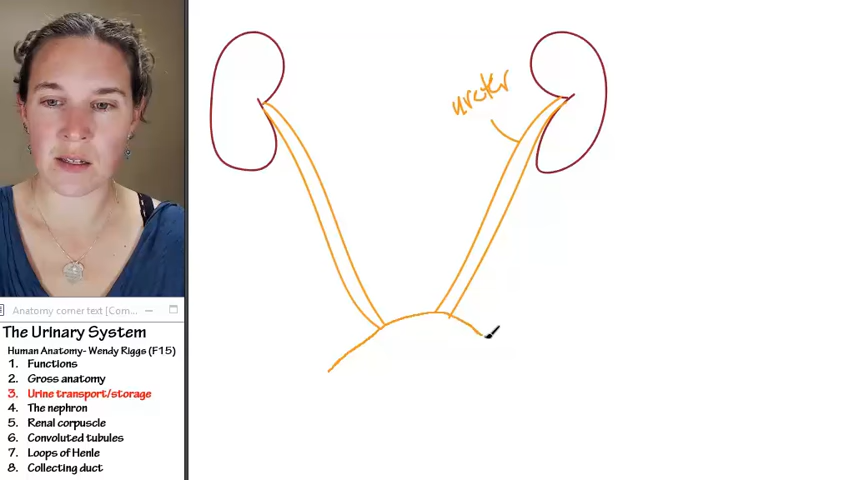 ureter
Anatomy corner text [Com...
The Urinary System
Human Anatomy- Wendy Riggs (F15)
1. Functions
2. Gross anatomy
3. Urine transport/storage
4. The nephron
5. Renal corpuscle
6. Convoluted tubules
7. Loops of Henle
8. Collecting duct